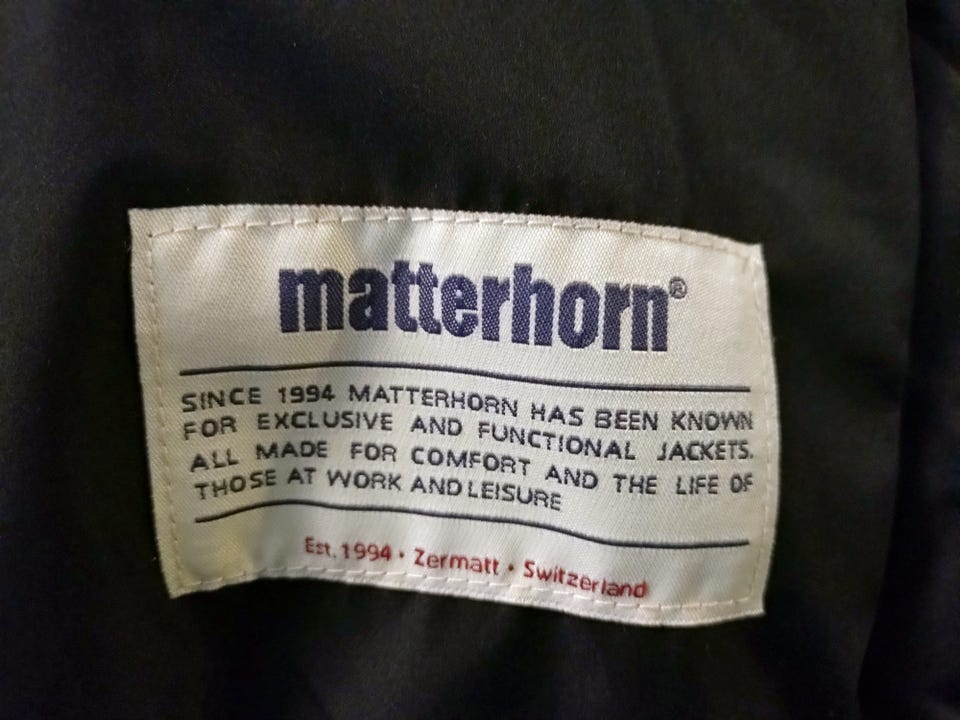 matterhorn®
SINCE 1994 MATTERHORN HAS BEEN KNOWN
FOR EXCLUSIVE AND FUNCTIONAL JACKETS.
ALL MADE FOR COMFORT AND THE LIFE OF
THOSE AT WORK AND LEISURE
Est. 1994 • Zermatt • Switzerland